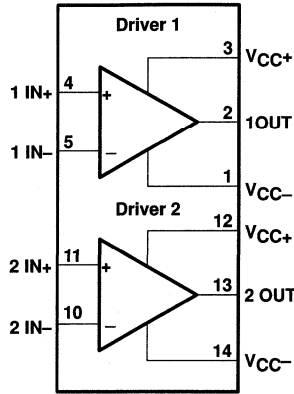 Driver 1
3 VCC+
1 IN+ 4 +
2 1OUT
1 IN– 5 –
1 VCC–
Driver 2
12 VCC+
2 IN+ 11 +
13 2 OUT
2 IN– 10 –
14 VCC–